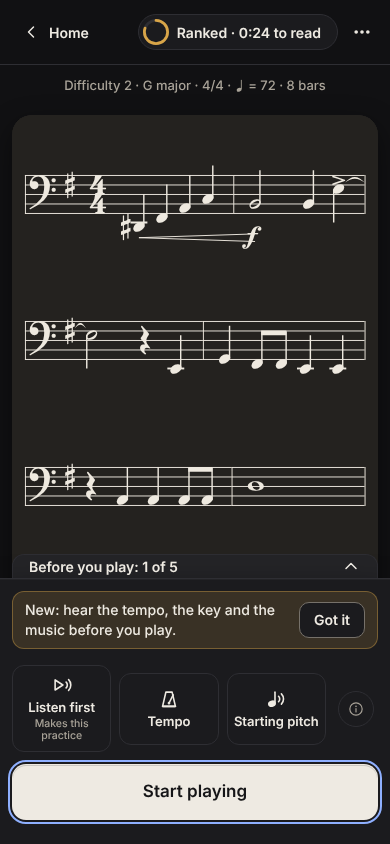 Home
Ranked · 0:24 to read
Difficulty 2 · G major · 4/4 · ♩ = 72 · 8 bars
4
4
f
Before you play: 1 of 5
New: hear the tempo, the key and the
music before you play.
Got it
Listen first
Makes this
practice
Tempo
Starting pitch
Start playing